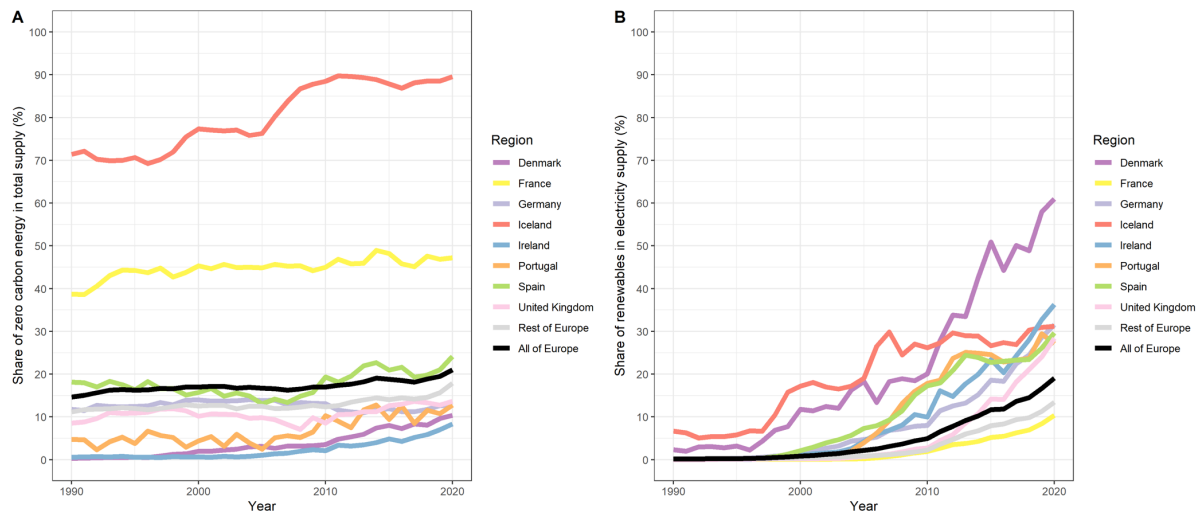 A
Share of zero carbon energy in total supply (%)
100
90
80
70
60
50
40
30
20
10
0
1990
2000
2010
2020
Year
Region
Denmark
France
Germany
Iceland
Ireland
Portugal
Spain
United Kingdom
Rest of Europe
All of Europe
B
Share of renewables in electricity supply (%)
100
90
80
70
60
50
40
30
20
10
0
1990
2000
2010
2020
Year
Region
Denmark
France
Germany
Iceland
Ireland
Portugal
Spain
United Kingdom
Rest of Europe
All of Europe